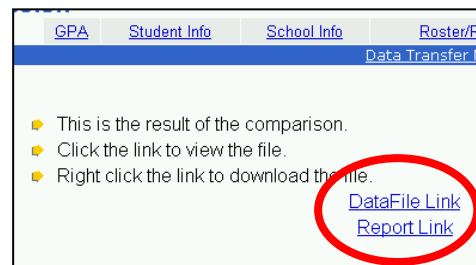 GPA Student Info School Info Roster/
Data Transfer
This is the result of the comparison.
Click the link to view the file.
Right click the link to download the file.
DataFile Link
Report Link